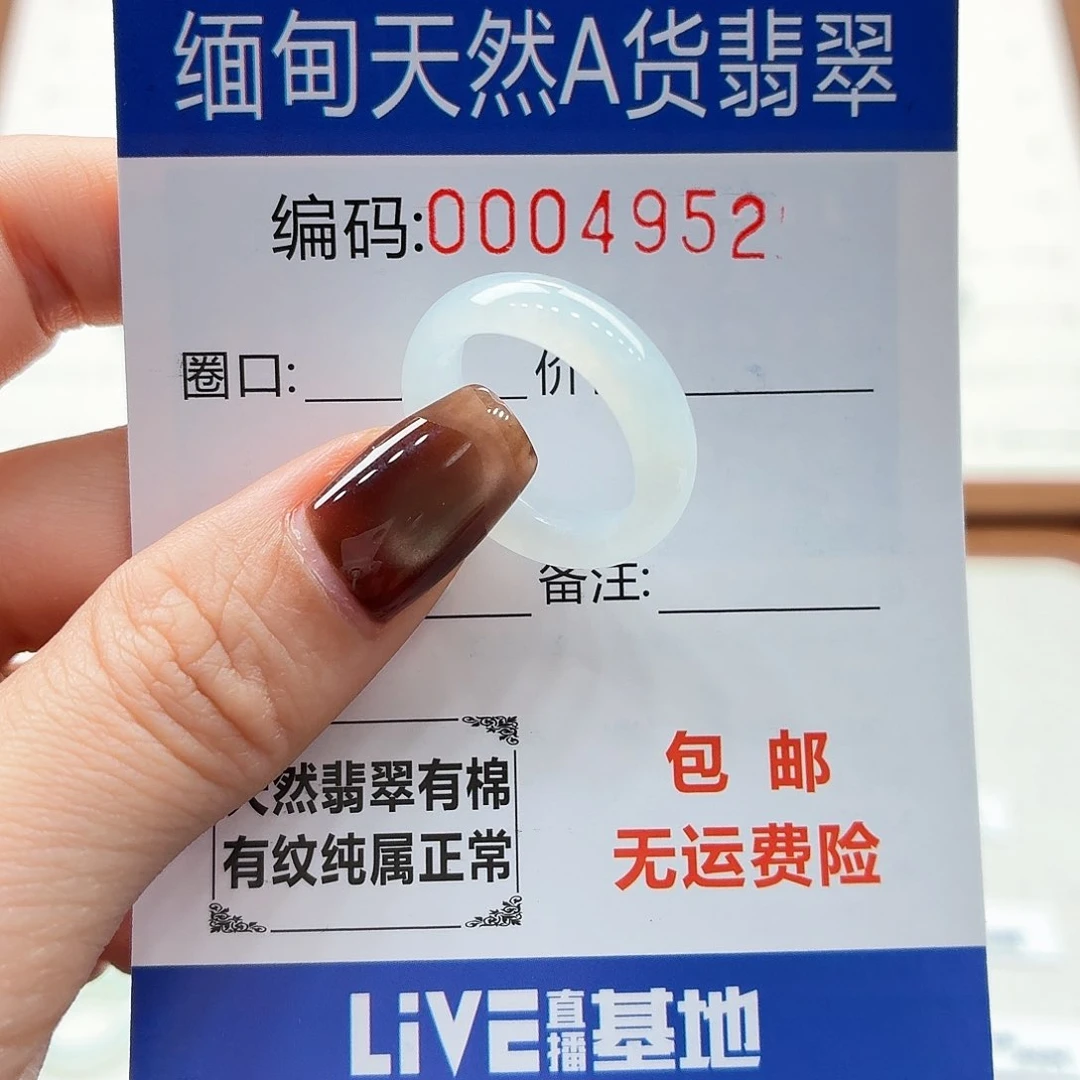 缅甸天然A货翡翠
编码:0004952
圈口: 价
备注:
天然翡翠有棉
有纹纯属正常
包邮
无运费险
LiVE直播基地